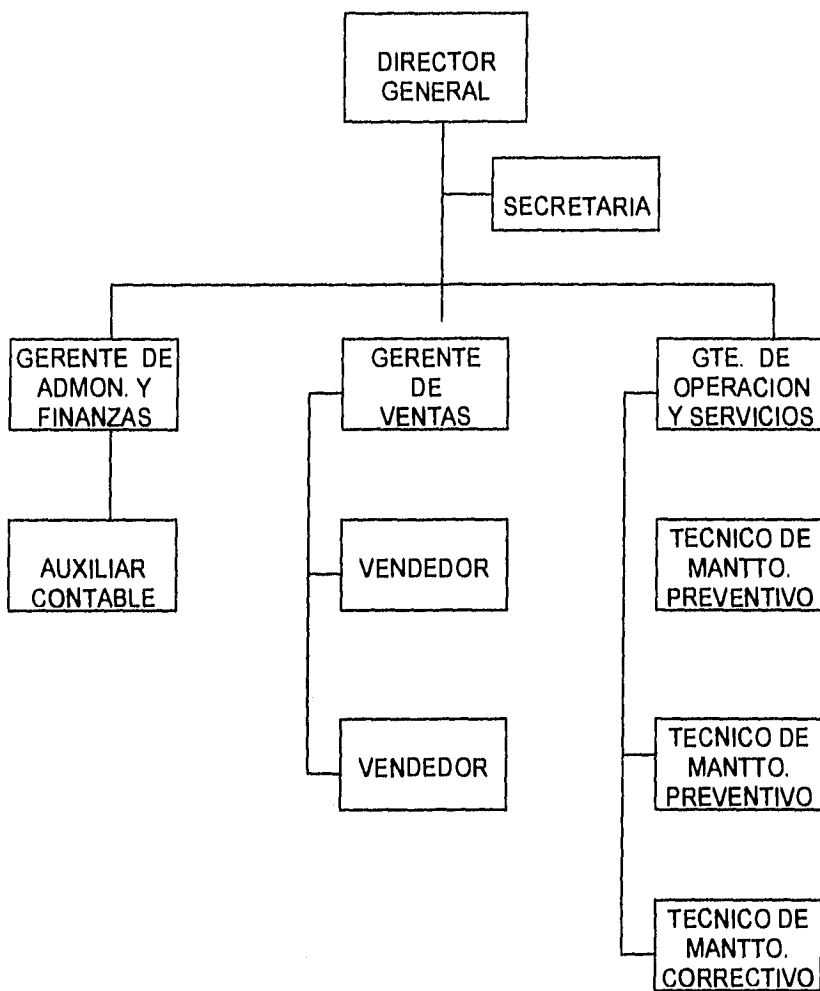 DIRECTOR
GENERAL
SECRETARIA
GERENTE DE
ADMON. Y
FINANZAS
GERENTE
DE
VENTAS
GTE. DE
OPERACION
Y SERVICIOS
AUXILIAR
CONTABLE
VENDEDOR
TECNICO DE
MANTTO.
PREVENTIVO
VENDEDOR
TECNICO DE
MANTTO.
PREVENTIVO
TECNICO DE
MANTTO.
CORRECTIVO